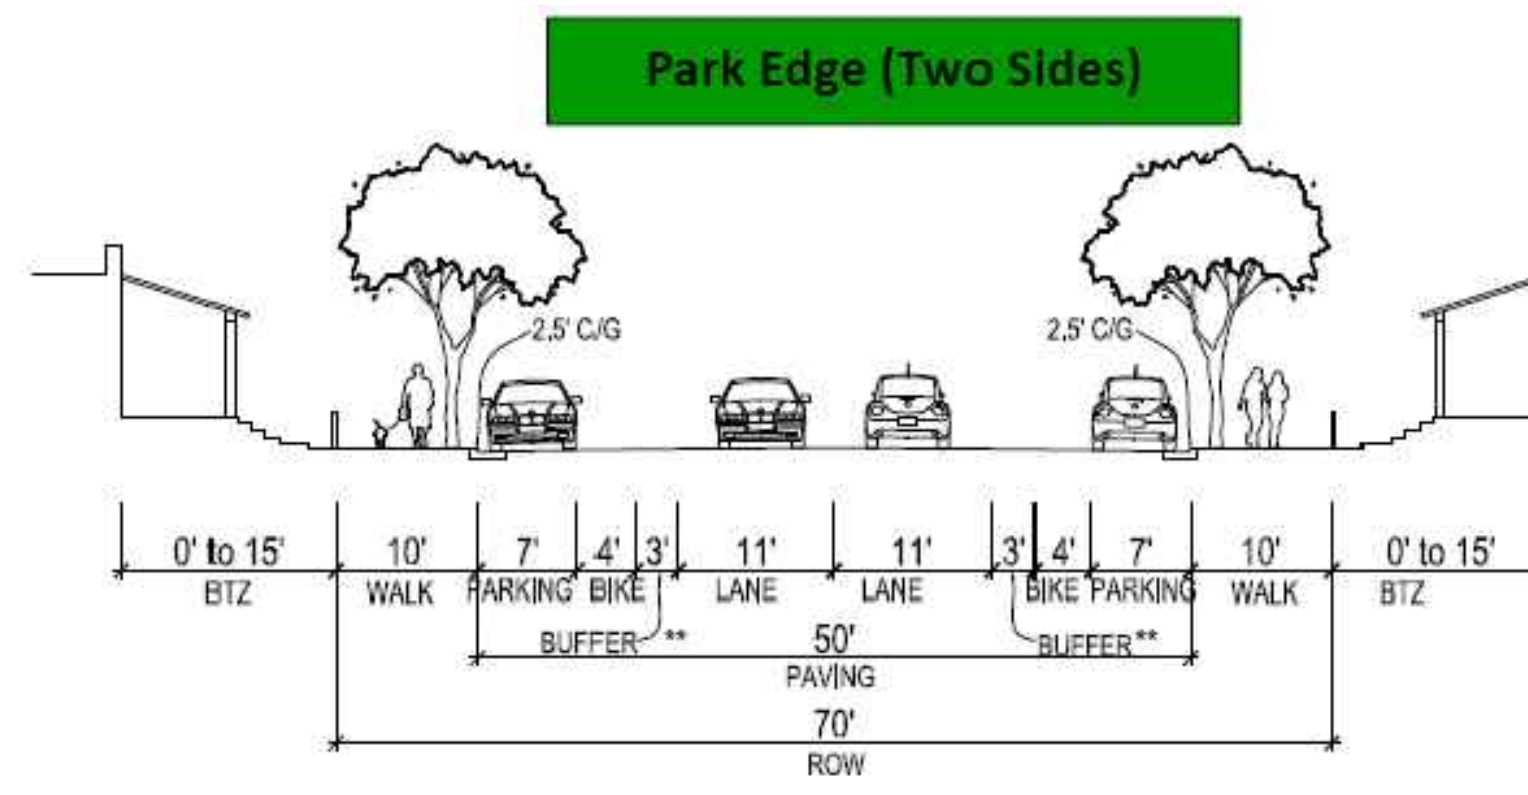 Park Edge (Two Sides)
2.5' C/G 2.5' C/G
0' to 15' 10' 7' 4' 3' 11' 11' 3' 4' 7' 10' 0' to 15'
BTZ WALK PARKING BIKE LANE LANE BIKE PARKING WALK BTZ
BUFFER ** 50' BUFFER **
PAVING
70'
ROW